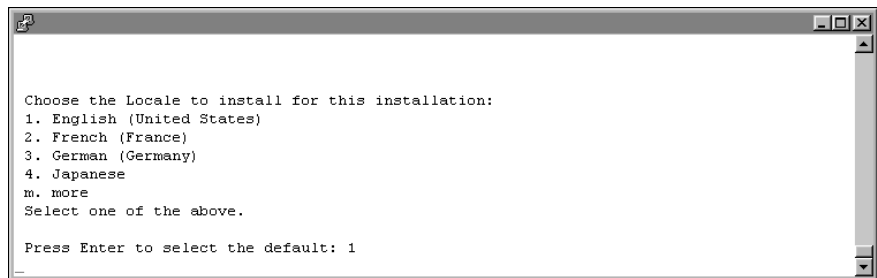 Choose the Locale to install for this installation:
1. English (United States)
2. French (France)
3. German (Germany)
4. Japanese
m. more
Select one of the above.
Press Enter to select the default: 1
_